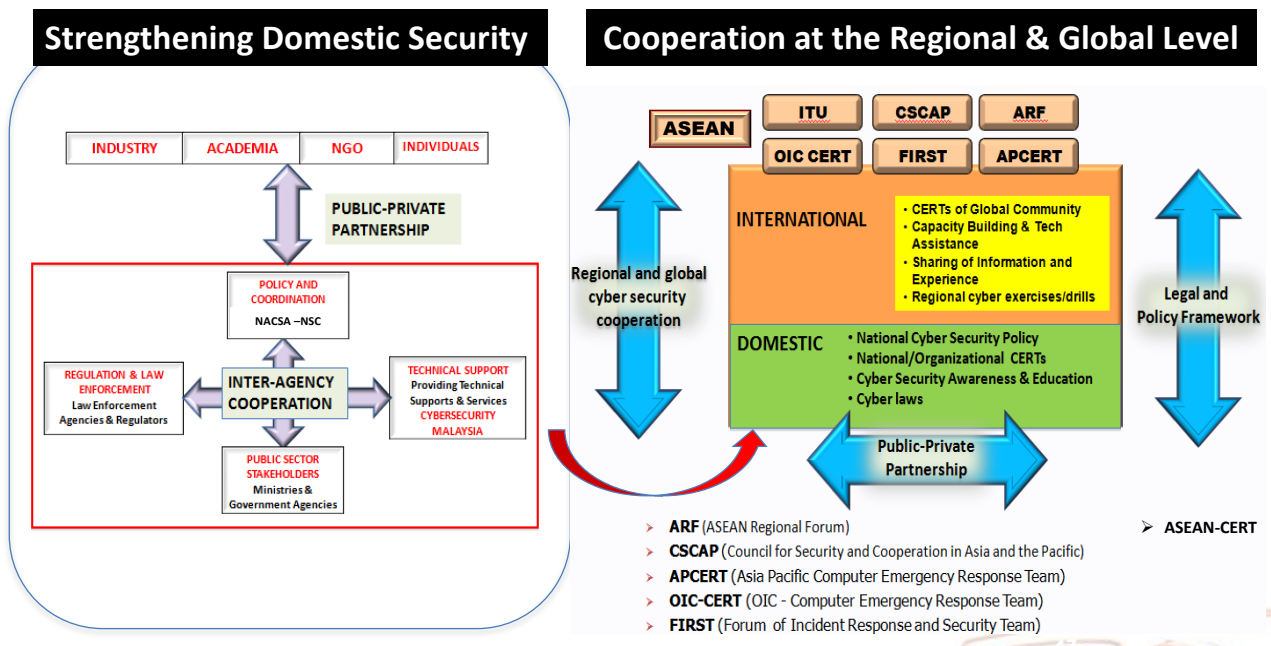 Strengthening Domestic Security
INDUSTRY
ACADEMIA
NGO
INDIVIDUALS
PUBLIC-PRIVATE
PARTNERSHIP
POLICY AND
COORDINATION
NACSA –NSC
REGULATION & LAW
ENFORCEMENT
Law Enforcement
Agencies & Regulators
INTER-AGENCY
COOPERATION
TECHNICAL SUPPORT
Providing Technical
Supports & Services
CYBERSECURITY
MALAYSIA
PUBLIC SECTOR
STAKEHOLDERS
Ministries &
Government Agencies
Cooperation at the Regional & Global Level
ASEAN
ITU
CSCAP
ARF
OIC CERT
FIRST
APCERT
Regional and global
cyber security
cooperation
INTERNATIONAL
• CERTs of Global Community
• Capacity Building & Tech
Assistance
• Sharing of Information and
Experience
• Regional cyber exercises/drills
DOMESTIC
• National Cyber Security Policy
• National/Organizational CERTs
• Cyber Security Awareness & Education
• Cyber laws
Legal and
Policy Framework
Public-Private
Partnership
➢ ARF (ASEAN Regional Forum)
➢ CSCAP (Council for Security and Cooperation in Asia and the Pacific)
➢ APCERT (Asia Pacific Computer Emergency Response Team)
➢ OIC-CERT (OIC - Computer Emergency Response Team)
➢ FIRST (Forum of Incident Response and Security Team)
➢ ASEAN-CERT